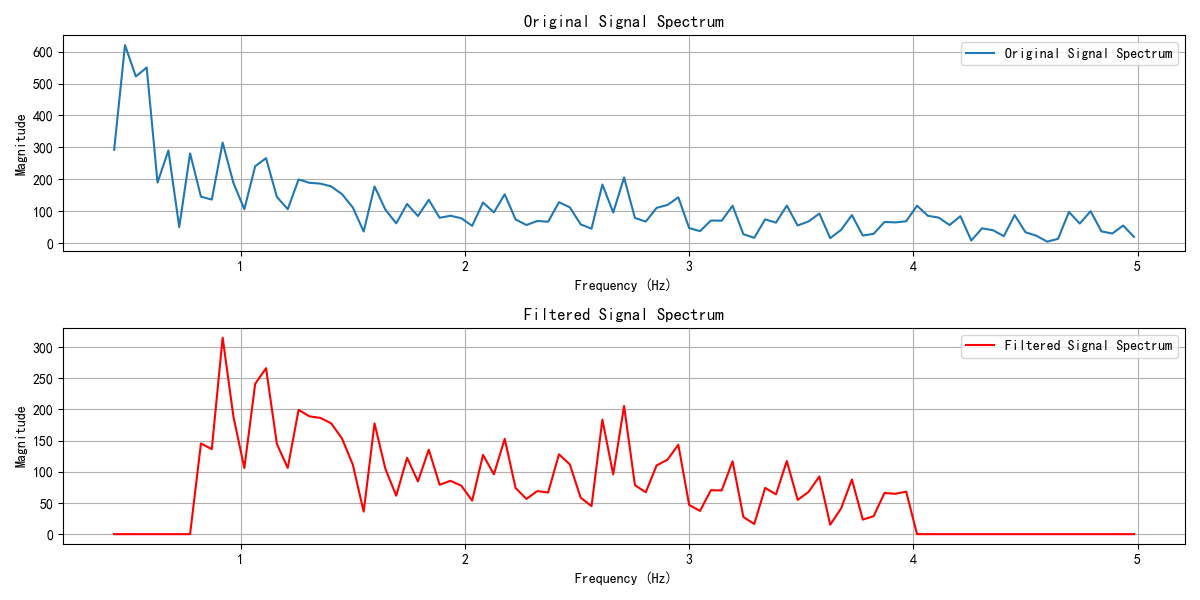 Original Signal Spectrum
Original Signal Spectrum
600
500
400
300
200
100
0
Magnitude
1 2 3 4 5
Frequency (Hz)
Filtered Signal Spectrum
Filtered Signal Spectrum
300
250
200
150
100
50
0
Magnitude
1 2 3 4 5
Frequency (Hz)